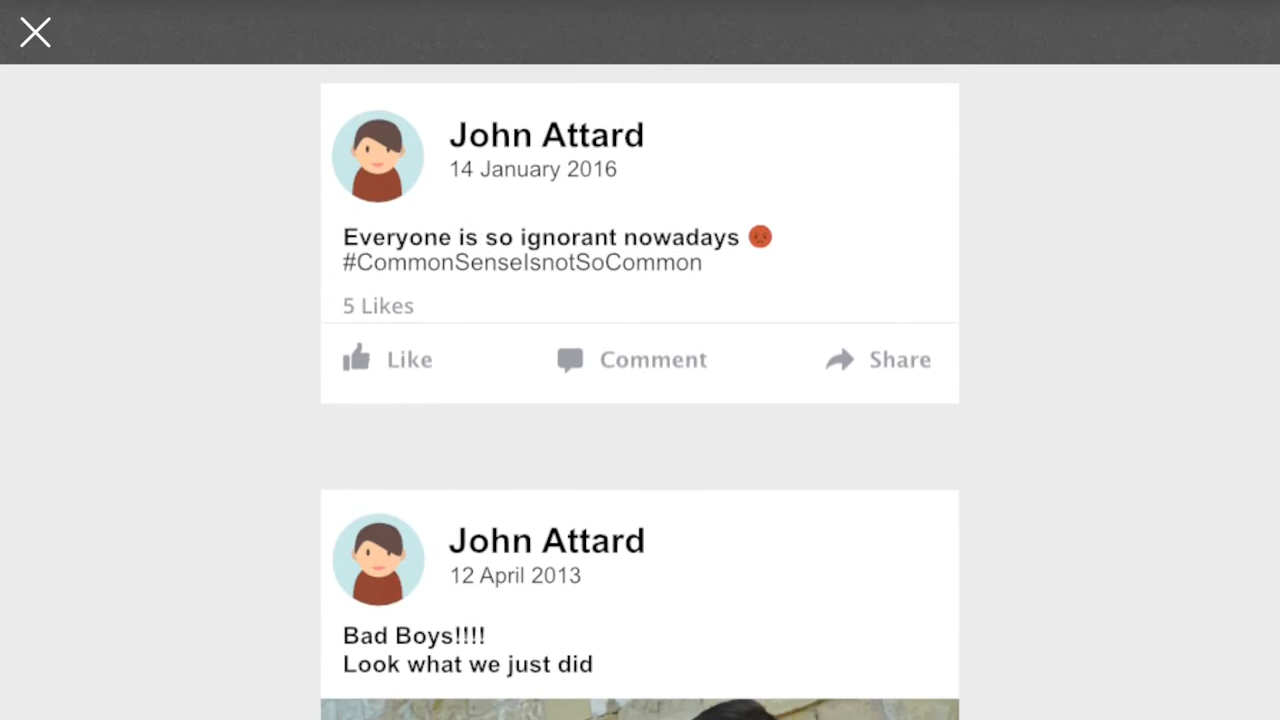 John Attard
14 January 2016
Everyone is so ignorant nowadays 😡
#CommonSenseIsnotSoCommon
5 Likes
Like Comment Share
John Attard
12 April 2013
Bad Boys!!!!
Look what we just did